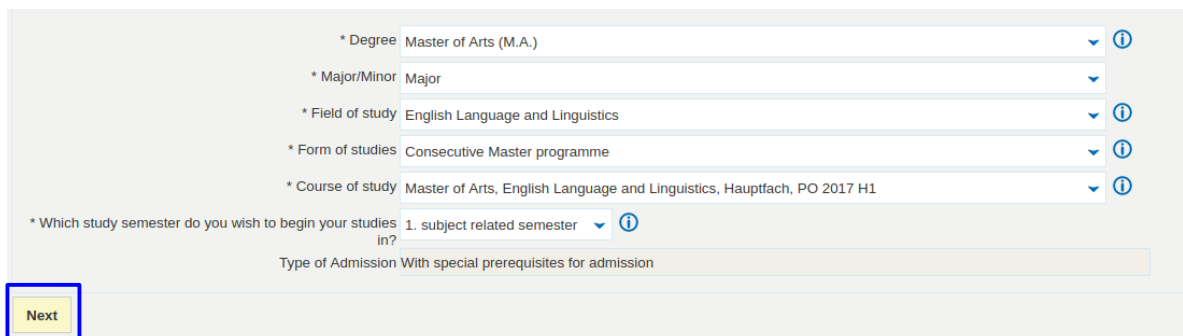 * Degree Master of Arts (M.A.)
* Major/Minor Major
* Field of study English Language and Linguistics
* Form of studies Consecutive Master programme
* Course of study Master of Arts, English Language and Linguistics, Hauptfach, PO 2017 H1
* Which study semester do you wish to begin your studies in? 1. subject related semester
Type of Admission With special prerequisites for admission
Next